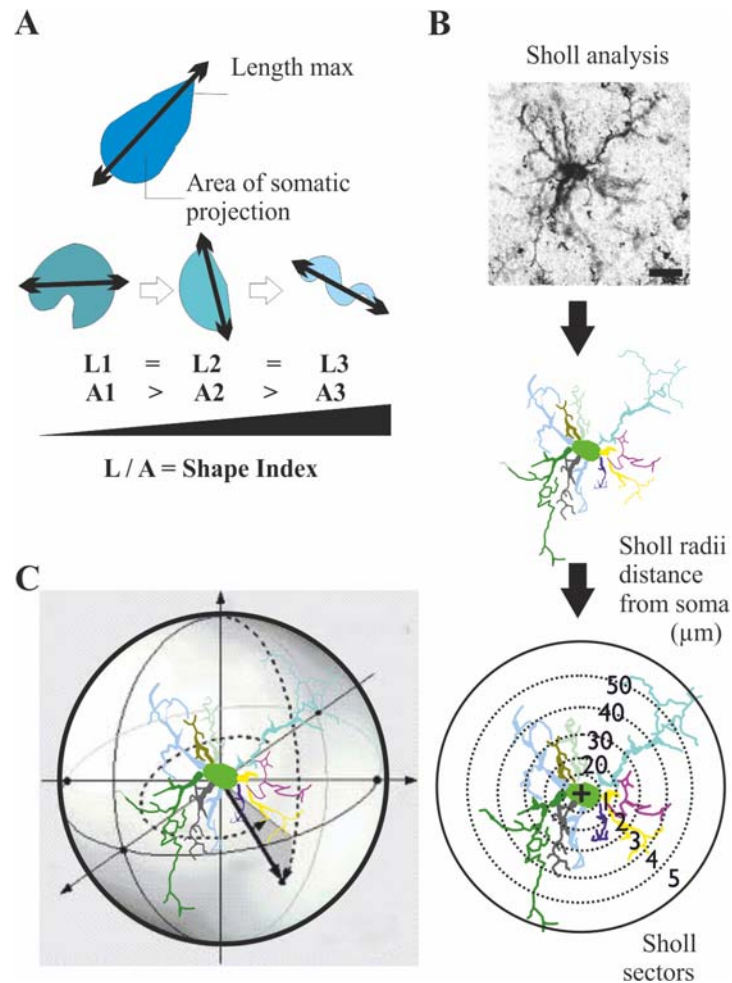 A
Length max
Area of somatic
projection
L1 = L2 = L3
A1 > A2 > A3
L / A = Shape Index
B
Sholl analysis
Sholl radii
distance
from soma
(µm)
50
40
30
20
1
2
3
4
5
Sholl
sectors
C